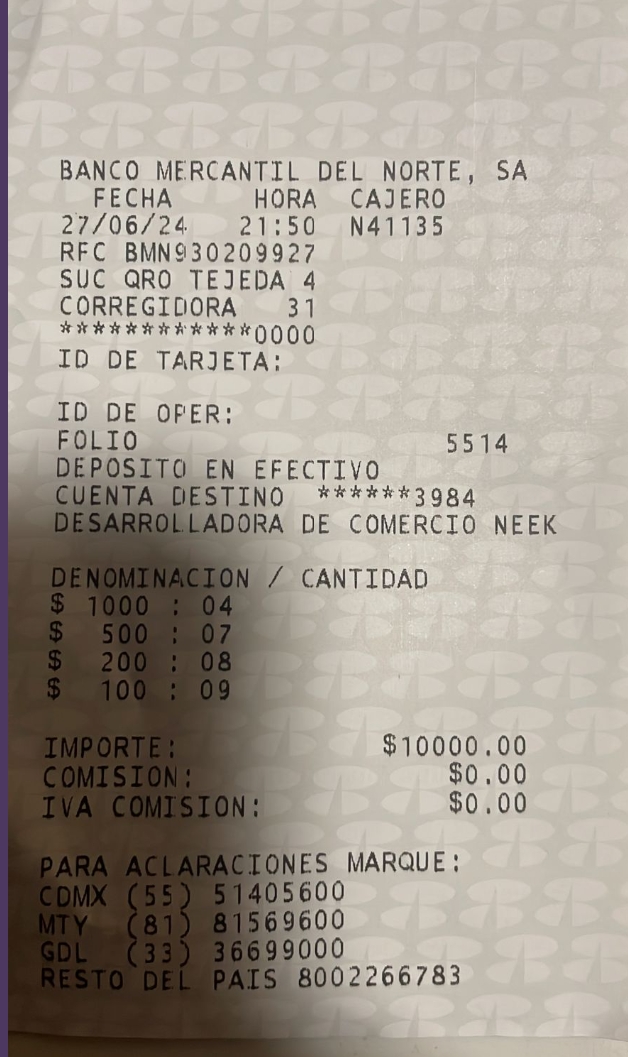 BANCO MERCANTIL DEL NORTE, SA
FECHA HORA CAJERO
27/06/24 21:50 N41135
RFC BMN930209927
SUC QRO TEJEDA 4
CORREGIDORA 31
************0000
ID DE TARJETA:
ID DE OPER:
FOLIO 5514
DEPOSITO EN EFECTIVO
CUENTA DESTINO ******3984
DESARROLLADORA DE COMERCIO NEEK
DENOMINACION / CANTIDAD
$ 1000 : 04
$ 500 : 07
$ 200 : 08
$ 100 : 09
IMPORTE: $10000.00
COMISION: $0.00
IVA COMISION: $0.00
PARA ACLARACIONES MARQUE:
CDMX (55) 51405600
MTY (81) 81569600
GDL (33) 36699000
RESTO DEL PAIS 8002266783